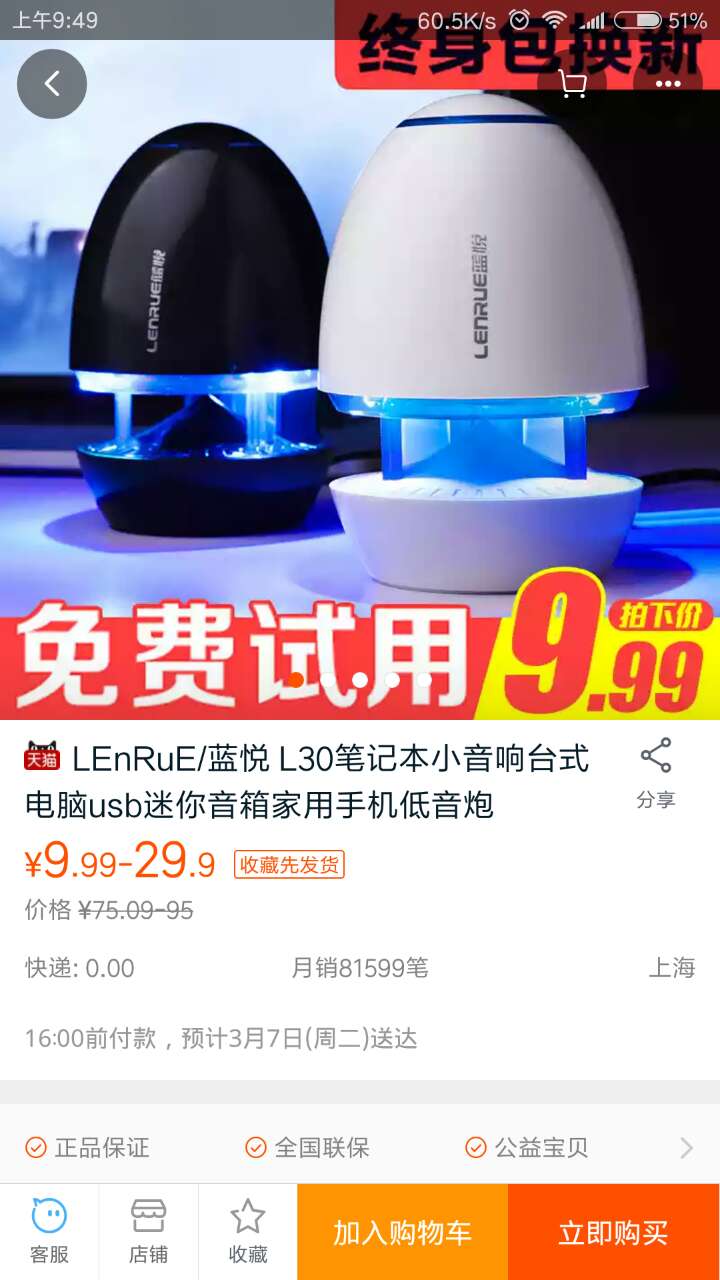 上午9:49 60.5K/s 51%
终身包换新
LENRUE蓝悦
LENRUE蓝悦
免费试用 9.99
拍下价
天猫 LEnRuE/蓝悦 L30笔记本小音响台式
电脑usb迷你音箱家用手机低音炮
分享
¥9.99-29.9 收藏先发货
价格 ¥75.09-95
快递: 0.00 月销81599笔 上海
16:00前付款，预计3月7日(周二)送达
正品保证 全国联保 公益宝贝
客服 店铺 收藏 加入购物车 立即购买